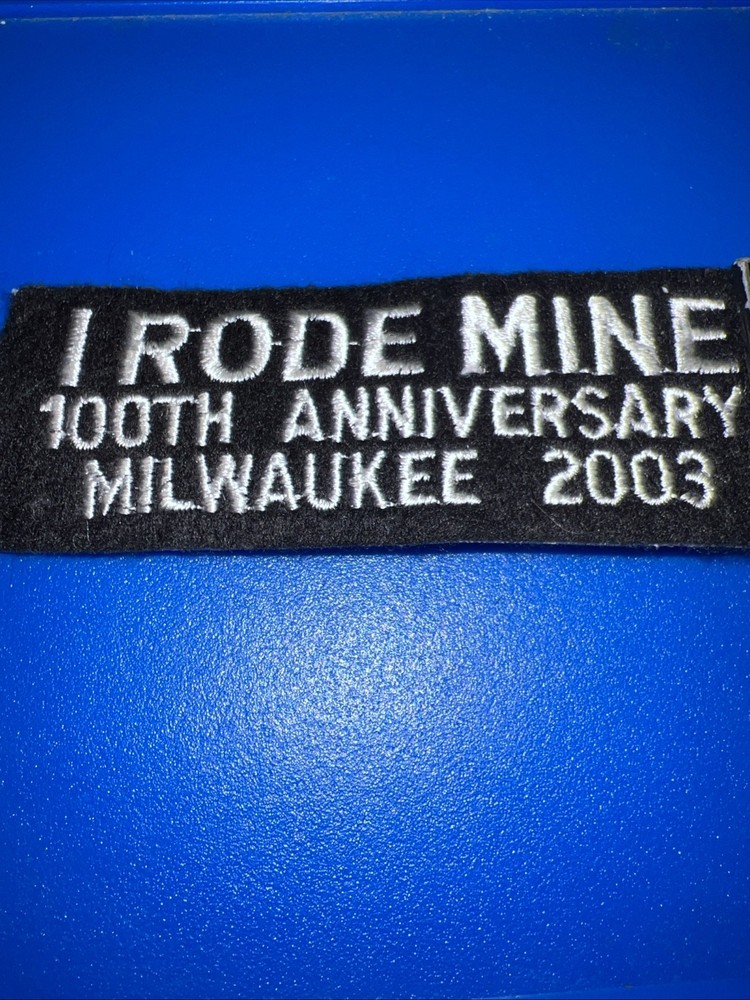 I RODE MINE
100TH ANNIVERSARY
MILWAUKEE 2003